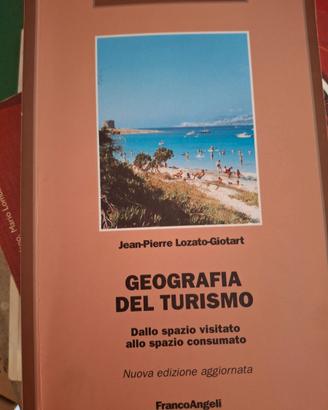 Jean-Pierre Lozato-Giotart
GEOGRAFIA
DEL TURISMO
Dallo spazio visitato
allo spazio consumato
Nuova edizione aggiornata
FrancoAngeli